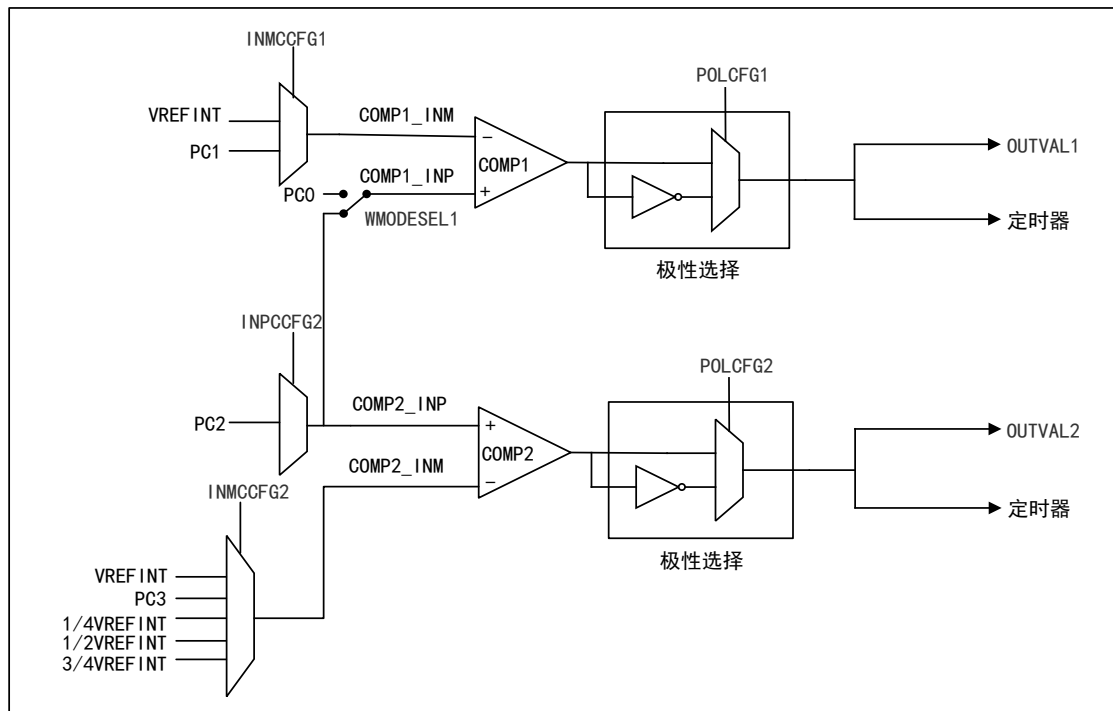 INMCCFG1
VREFINT
PC1
COMP1_INM
COMP1_INP
PC0
WMODESEL1
−
+
COMP1
POLCFG1
极性选择
OUTVAL1
定时器
INPCCFG2
PC2
COMP2_INP
COMP2_INM
+
−
COMP2
POLCFG2
极性选择
OUTVAL2
定时器
INMCCFG2
VREFINT
PC3
1/4VREFINT
1/2VREFINT
3/4VREFINT